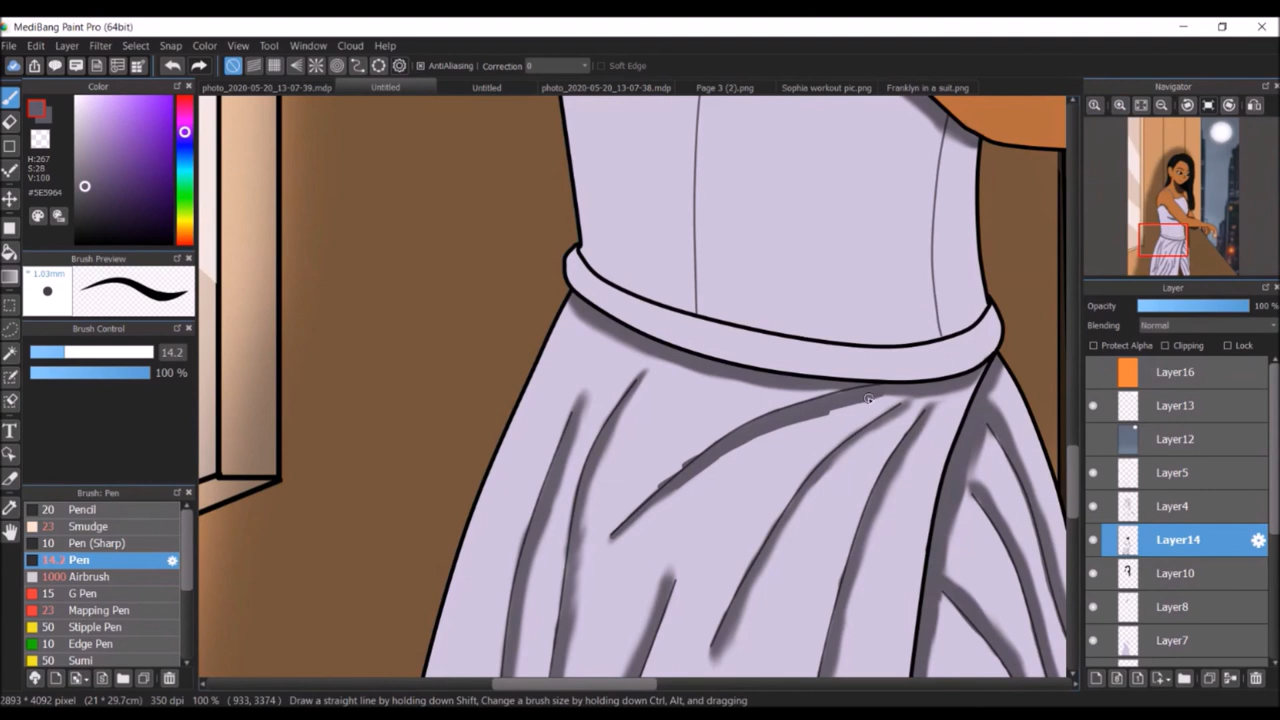 MediBang Paint Pro (64bit)
File Edit Layer Filter Select Snap Color View Tool Window Cloud Help
AntiAliasing Correction 0 Soft Edge
Color
photo_2020-05-20_13-07-39.mdp Untitled Untitled photo_2020-05-20_13-07-38.mdp Page 3 (2).png Sophia workout pic.png Franklyn in a suit.png
Navigator
H:267
S:28
V:100
#5E5964
Brush Preview
* 1.03mm
Brush Control
14.2
100 %
Layer
Opacity 100 %
Blending Normal
Protect Alpha Clipping Lock
Layer16
Layer13
Layer12
Layer5
Layer4
Layer14
Layer10
Layer8
Layer7
Brush: Pen
20 Pencil
23 Smudge
10 Pen (Sharp)
14.2 Pen
1000 Airbrush
15 G Pen
23 Mapping Pen
50 Stipple Pen
10 Edge Pen
50 Sumi
2893 * 4092 pixel (21 * 29.7cm) 350 dpi 100 % ( 933, 3374 ) Draw a straight line by holding down Shift, Change a brush size by holding down Ctrl, Alt, and dragging